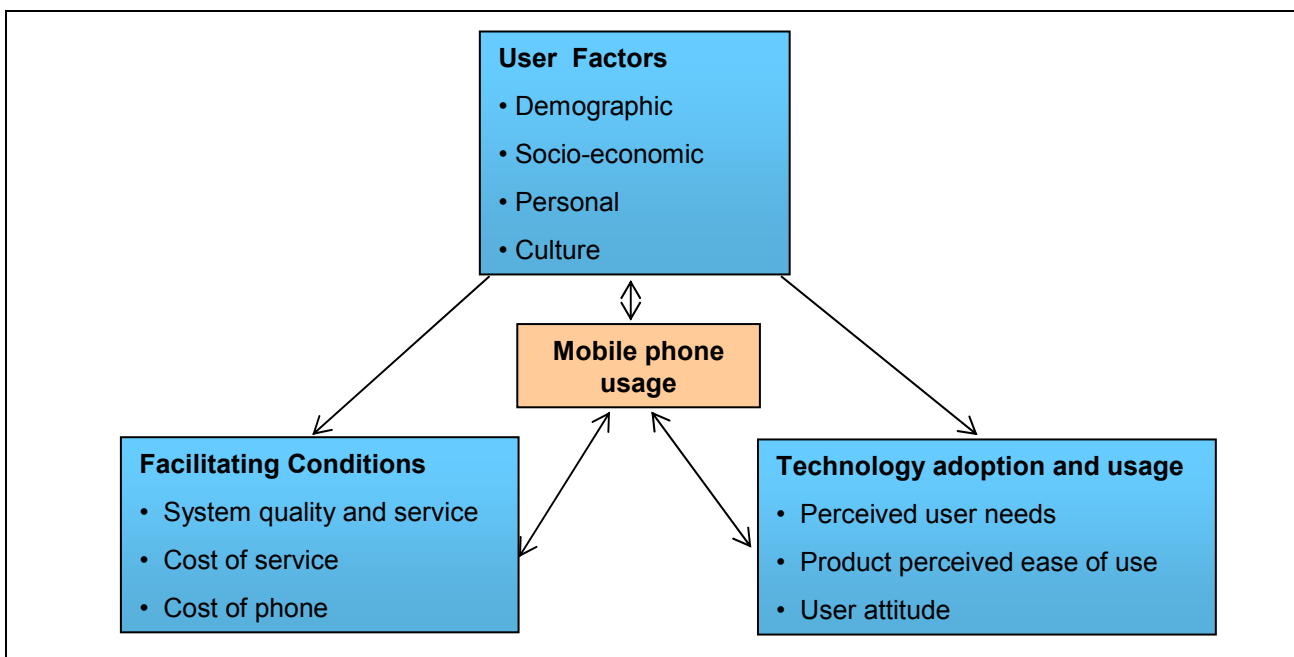 User Factors
• Demographic
• Socio-economic
• Personal
• Culture
Mobile phone
usage
Facilitating Conditions
• System quality and service
• Cost of service
• Cost of phone
Technology adoption and usage
• Perceived user needs
• Product perceived ease of use
• User attitude